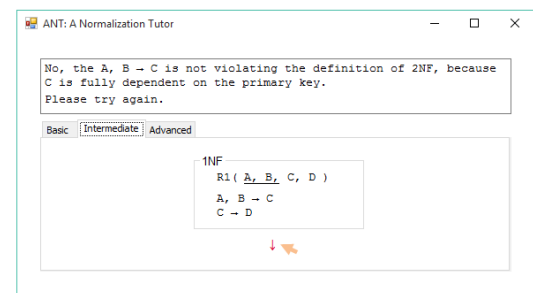 ANT: A Normalization Tutor
No, the A, B → C is not violating the definition of 2NF, because
C is fully dependent on the primary key.
Please try again.
Basic Intermediate Advanced
1NF
R1( A, B, C, D )
A, B → C
C → D
↓